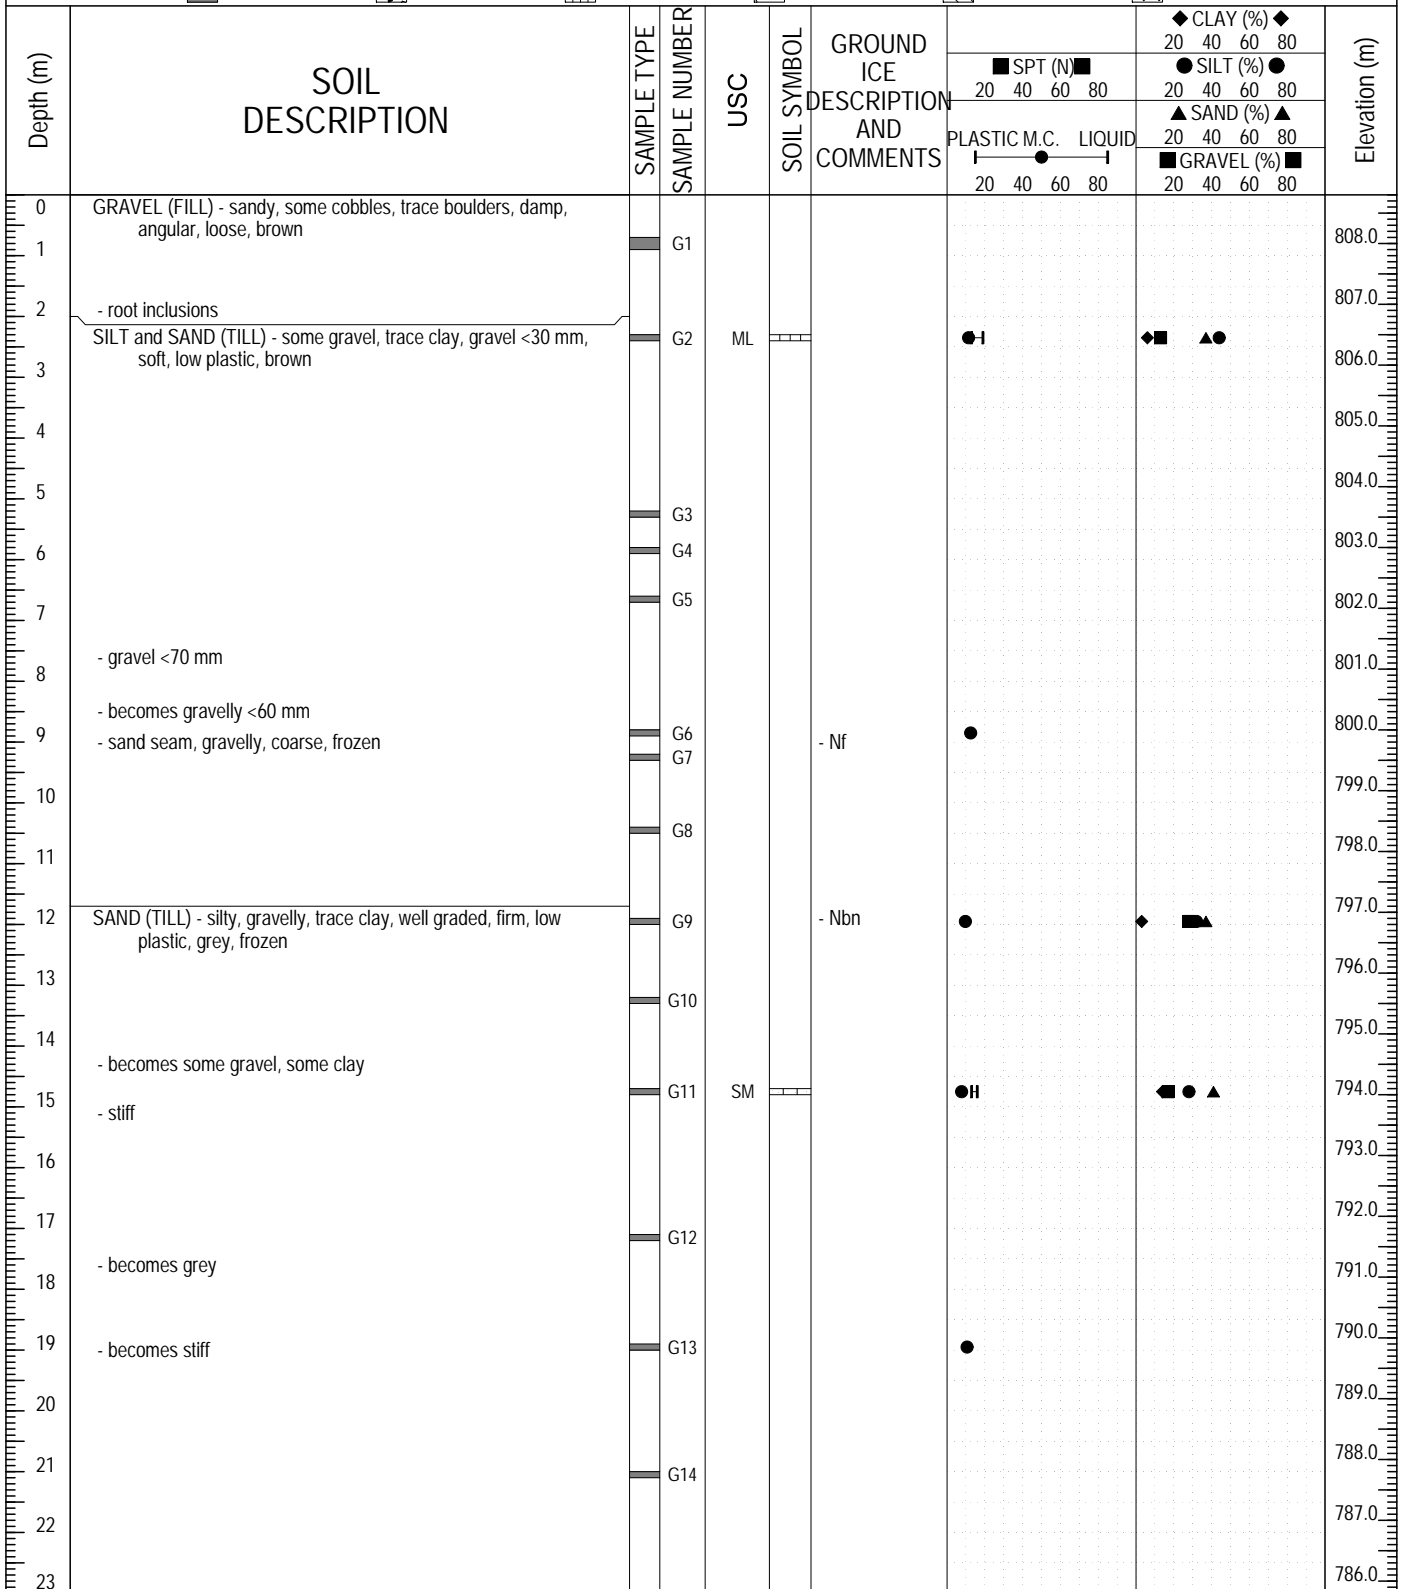 Depth (m)
SOIL
DESCRIPTION
SAMPLE TYPE
SAMPLE NUMBER
USC
SOIL SYMBOL
GROUND
ICE
DESCRIPTION
AND
COMMENTS
SPT (N)
20 40 60 80
PLASTIC M.C. LIQUID
20 40 60 80
CLAY (%)
20 40 60 80
SILT (%)
20 40 60 80
SAND (%)
20 40 60 80
GRAVEL (%)
20 40 60 80
Elevation (m)
0 GRAVEL (FILL) - sandy, some cobbles, trace boulders, damp,
angular, loose, brown
1 G1 808.0
2 - root inclusions 807.0
SILT and SAND (TILL) - some gravel, trace clay, gravel <30 mm, G2 ML
soft, low plastic, brown
3 806.0
4 805.0
5 804.0
G3
6 G4 803.0
G5
7 802.0
- gravel <70 mm
8 801.0
- becomes gravelly <60 mm
9 G6 800.0
- sand seam, gravelly, coarse, frozen - Nf
G7
10 799.0
G8
11 798.0
12 SAND (TILL) - silty, gravelly, trace clay, well graded, firm, low G9 - Nbn 797.0
plastic, grey, frozen
13 796.0
G10
14 795.0
- becomes some gravel, some clay
G11 SM 794.0
15 - stiff
16 793.0
17 792.0
G12
- becomes grey
18 791.0
19 - becomes stiff G13 790.0
20 789.0
21 G14 788.0
22 787.0
23 786.0